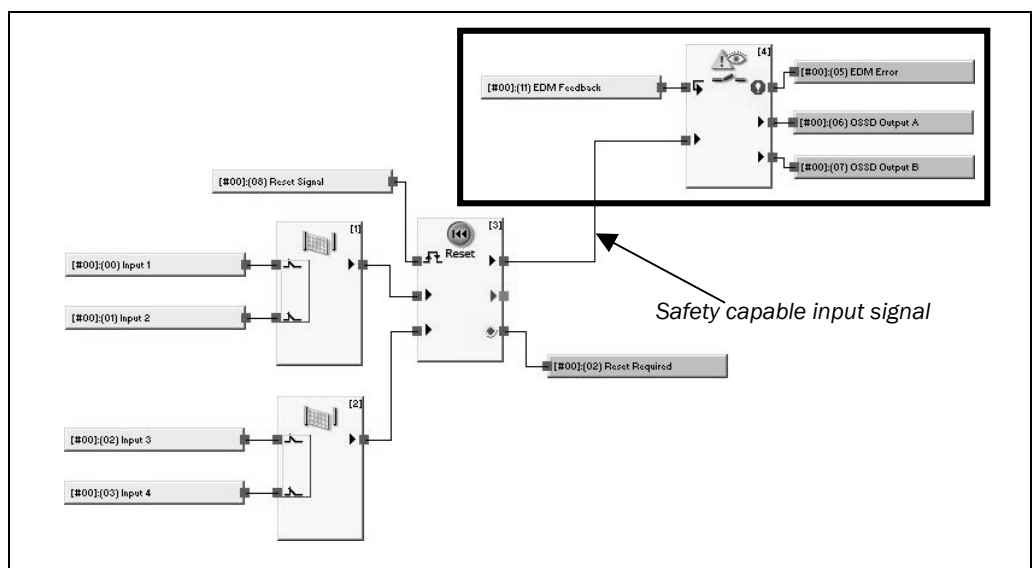 [4]
[#00]:(05) EDM Error
[#00]:(11) EDM Feedback
[#00]:(06) OSSD Output A
[#00]:(07) OSSD Output B
[#00]:(08) Reset Signal
[1]
[3]
Reset
[#00]:(00) Input 1
[#00]:(01) Input 2
Safety capable input signal
[#00]:(02) Reset Required
[2]
[#00]:(02) Input 3
[#00]:(03) Input 4